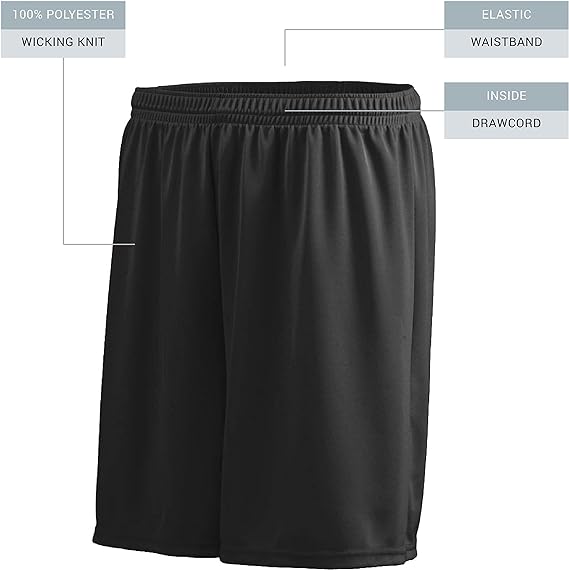 100% POLYESTER
WICKING KNIT
ELASTIC
WAISTBAND
INSIDE
DRAWCORD